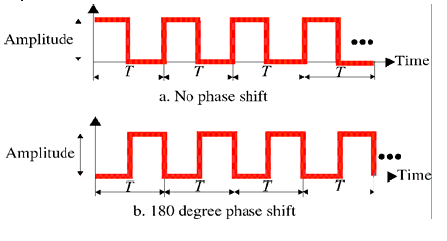 Amplitude
Time
T T T T
a. No phase shift
Amplitude
Time
T T T T
b. 180 degree phase shift